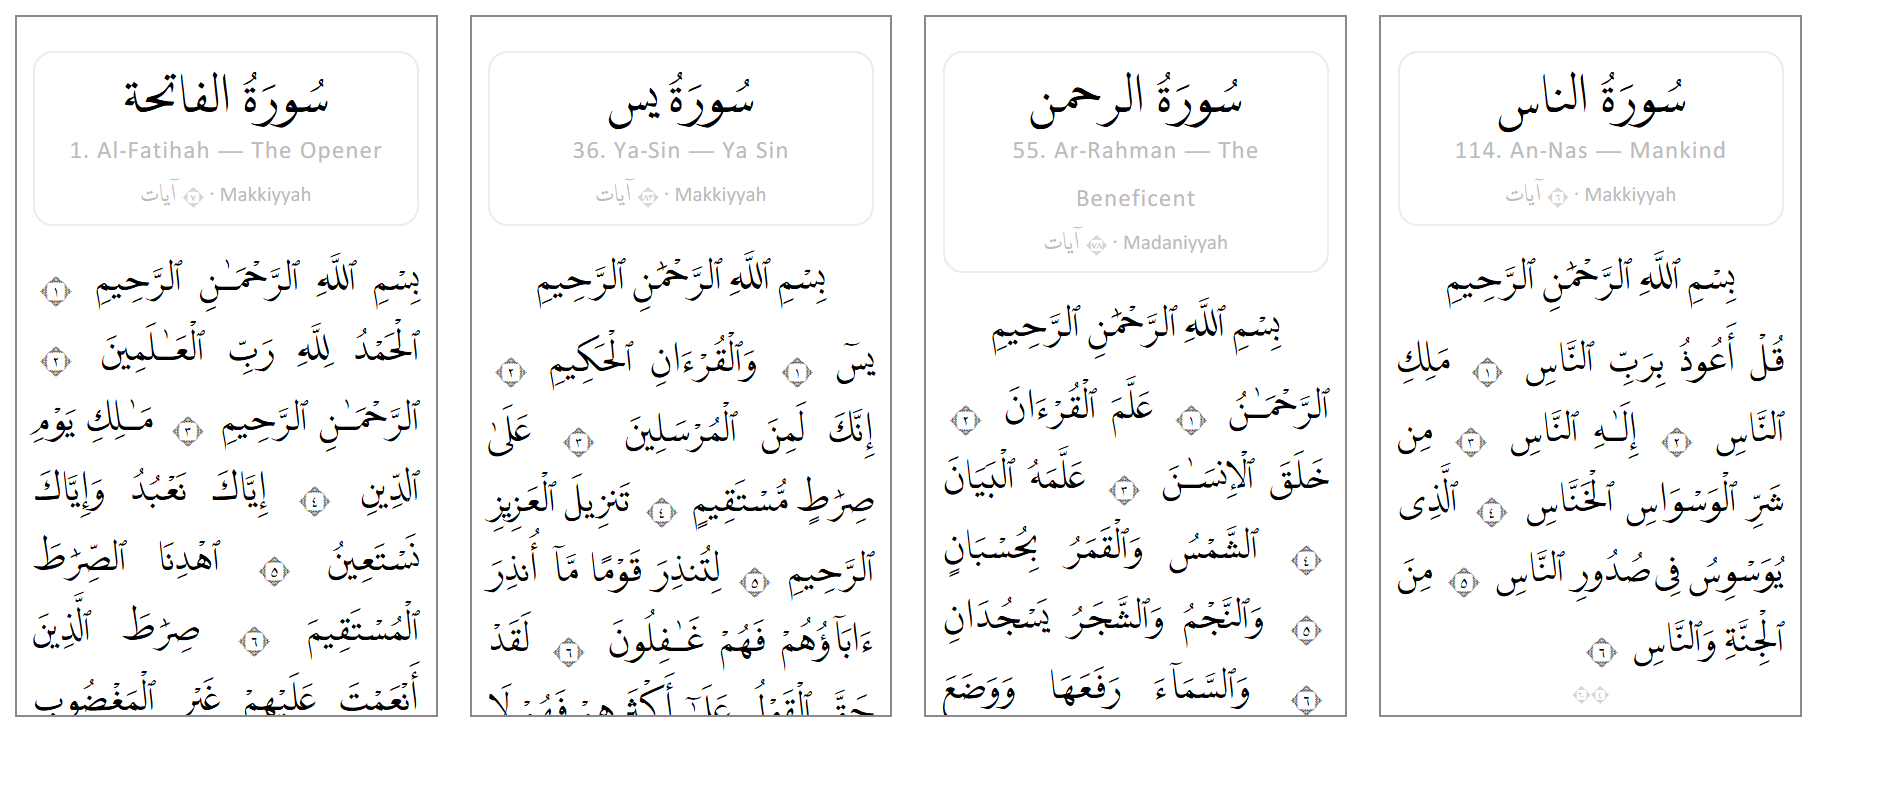 سُورَةُ الفاتحة
1. Al-Fatihah — The Opener
آيات ٧ · Makkiyyah
بِسْمِ ٱللَّهِ ٱلرَّحْمَـٰنِ ٱلرَّحِيمِ ١
ٱلْحَمْدُ لِلَّهِ رَبِّ ٱلْعَـٰلَمِينَ ٢
ٱلرَّحْمَـٰنِ ٱلرَّحِيمِ ٣ مَـٰلِكِ يَوْمِ
ٱلدِّينِ ٤ إِيَّاكَ نَعْبُدُ وَإِيَّاكَ
نَسْتَعِينُ ٥ ٱهْدِنَا ٱلصِّرَٰطَ
ٱلْمُسْتَقِيمَ ٦ صِرَٰطَ ٱلَّذِينَ
أَنْعَمْتَ عَلَيْهِمْ غَيْرِ ٱلْمَغْضُوبِ
سُورَةُ يس
36. Ya-Sin — Ya Sin
آيات ٨٣ · Makkiyyah
بِسْمِ ٱللَّهِ ٱلرَّحْمَٰنِ ٱلرَّحِيمِ
يسٓ ١ وَٱلْقُرْءَانِ ٱلْحَكِيمِ ٢
إِنَّكَ لَمِنَ ٱلْمُرْسَلِينَ ٣ عَلَىٰ
صِرَٰطٍ مُّسْتَقِيمٍ ٤ تَنزِيلَ ٱلْعَزِيزِ
ٱلرَّحِيمِ ٥ لِتُنذِرَ قَوْمًا مَّآ أُنذِرَ
ءَابَآؤُهُمْ فَهُمْ غَـٰفِلُونَ ٦ لَقَدْ
حَقَّ ٱلْقَوْلُ عَلَىٰٓ أَكْثَرِهِمْ فَهُمْ لَا
سُورَةُ الرحمن
55. Ar-Rahman — The
Beneficent
آيات ٧٨ · Madaniyyah
بِسْمِ ٱللَّهِ ٱلرَّحْمَٰنِ ٱلرَّحِيمِ
ٱلرَّحْمَـٰنُ ١ عَلَّمَ ٱلْقُرْءَانَ ٢
خَلَقَ ٱلْإِنسَـٰنَ ٣ عَلَّمَهُ ٱلْبَيَانَ
٤ ٱلشَّمْسُ وَٱلْقَمَرُ بِحُسْبَانٍ
٥ وَٱلنَّجْمُ وَٱلشَّجَرُ يَسْجُدَانِ
٦ وَٱلسَّمَآءَ رَفَعَهَا وَوَضَعَ
سُورَةُ الناس
114. An-Nas — Mankind
آيات ٦ · Makkiyyah
بِسْمِ ٱللَّهِ ٱلرَّحْمَٰنِ ٱلرَّحِيمِ
قُلْ أَعُوذُ بِرَبِّ ٱلنَّاسِ ١ مَلِكِ
ٱلنَّاسِ ٢ إِلَـٰهِ ٱلنَّاسِ ٣ مِن
شَرِّ ٱلْوَسْوَاسِ ٱلْخَنَّاسِ ٤ ٱلَّذِى
يُوَسْوِسُ فِى صُدُورِ ٱلنَّاسِ ٥ مِنَ
ٱلْجِنَّةِ وَٱلنَّاسِ ٦